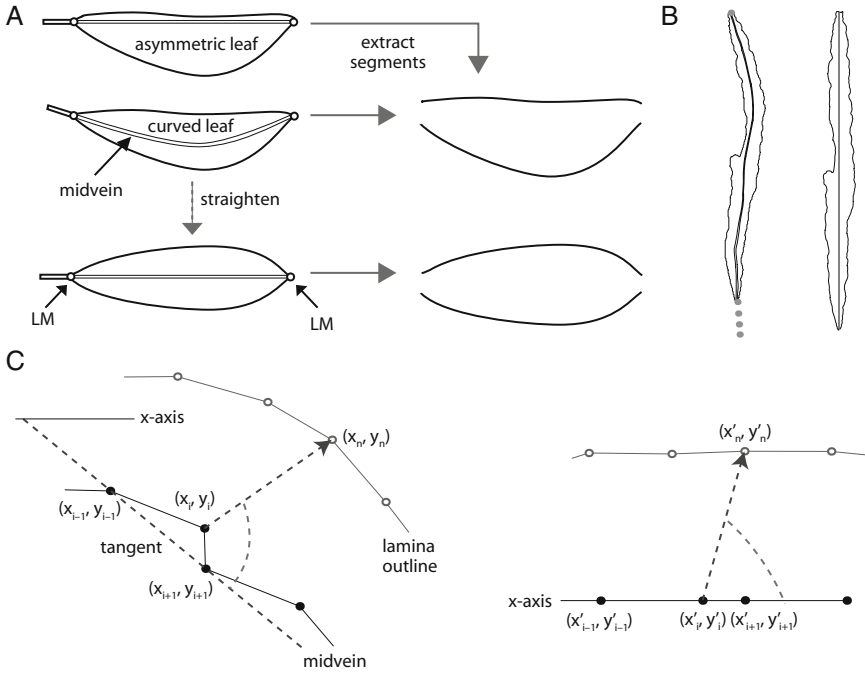 A
asymmetric leaf
extract
segments
curved leaf
midvein
straighten
LM
LM
B
C
x-axis
(xₙ, yₙ)
(xᵢ, yᵢ)
(xᵢ₋₁, yᵢ₋₁)
tangent
(xᵢ₊₁, yᵢ₊₁)
lamina
outline
midvein
(x′ₙ, y′ₙ)
x-axis
(x′ᵢ₋₁, y′ᵢ₋₁)
(x′ᵢ, y′ᵢ)
(x′ᵢ₊₁, y′ᵢ₊₁)